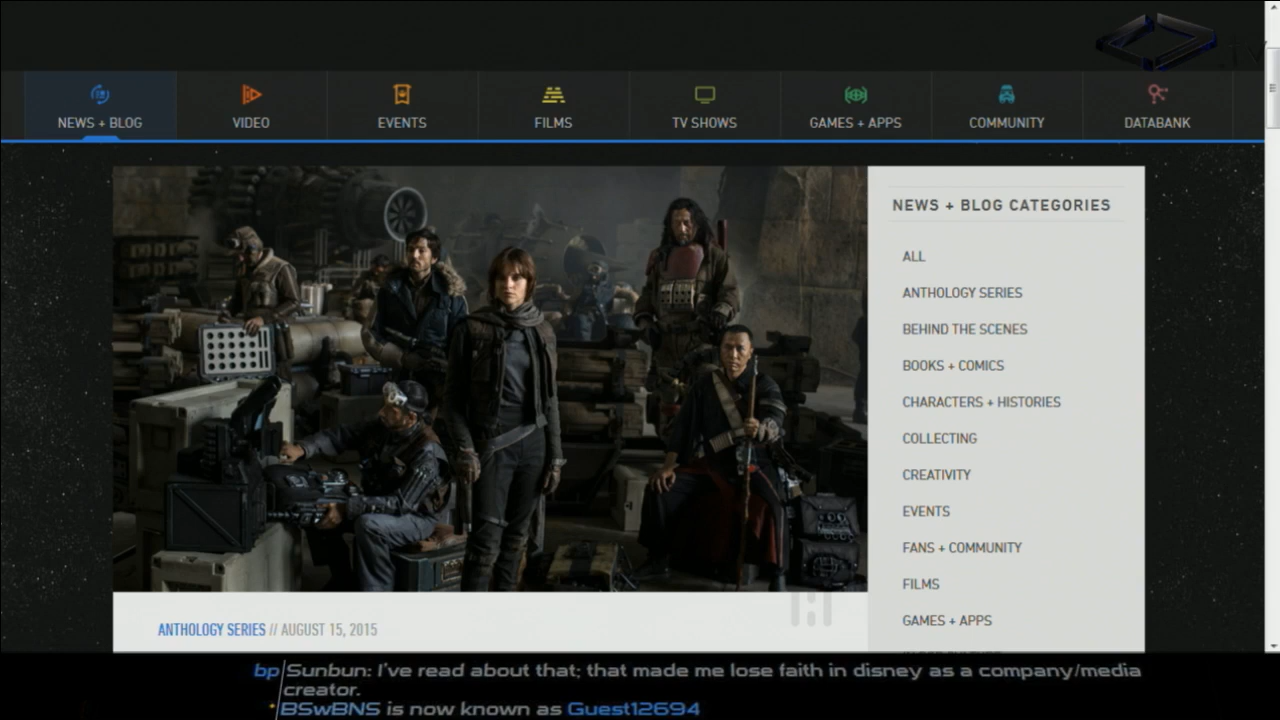 .tv
NEWS + BLOG
VIDEO
EVENTS
FILMS
TV SHOWS
GAMES + APPS
COMMUNITY
DATABANK
NEWS + BLOG CATEGORIES
ALL
ANTHOLOGY SERIES
BEHIND THE SCENES
BOOKS + COMICS
CHARACTERS + HISTORIES
COLLECTING
CREATIVITY
EVENTS
FANS + COMMUNITY
FILMS
GAMES + APPS
ANTHOLOGY SERIES // AUGUST 15, 2015
bp Sunbun: I've read about that; that made me lose faith in disney as a company/media
creator.
* BSwBNS is now known as Guest12694